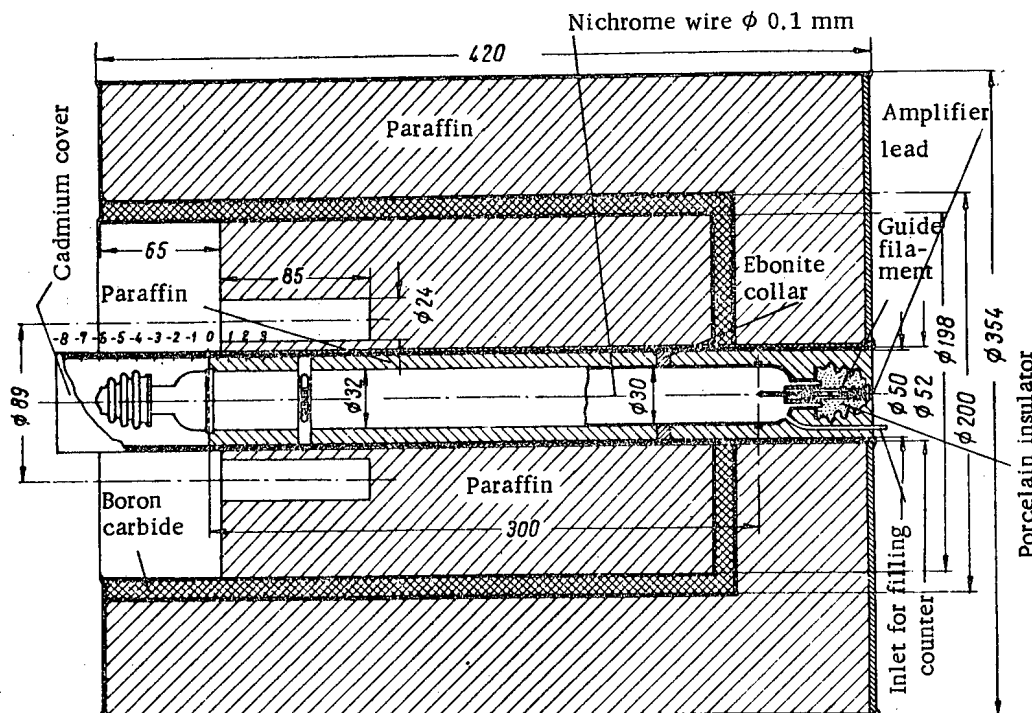 Nichrome wire ϕ 0.1 mm
420
Paraffin
Amplifier
lead
Cadmium cover
65
85
Guide
fila-
ment
Ebonite
collar
Paraffin
ϕ24
-8 -7 -6 -5 -4 -3 -2 -1 0 1 2 3
ϕ89
ϕ32
ϕ30
ϕ50
ϕ52
ϕ198
ϕ200
ϕ354
Boron
carbide
Paraffin
300
Porcelain insulator
Inlet for filling
counter